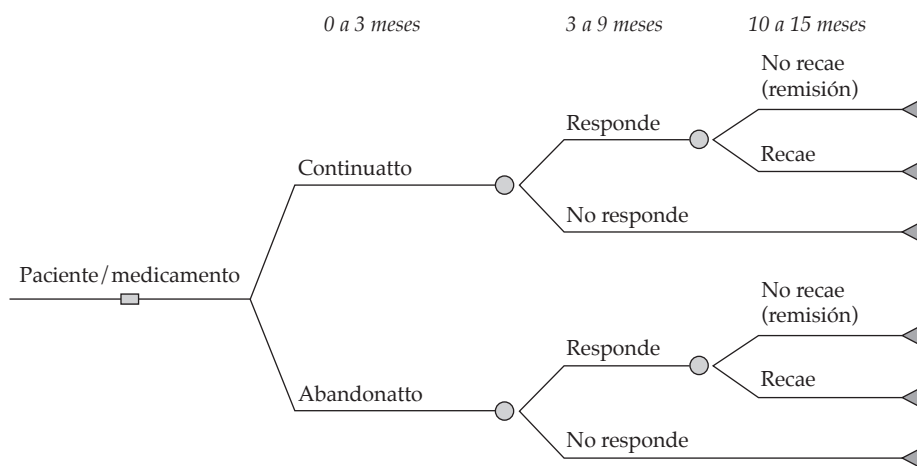 0 a 3 meses
3 a 9 meses
10 a 15 meses
No recae
(remisión)
Responde
Recae
Continuatto
No responde
Paciente/medicamento
No recae
(remisión)
Responde
Recae
Abandonatto
No responde